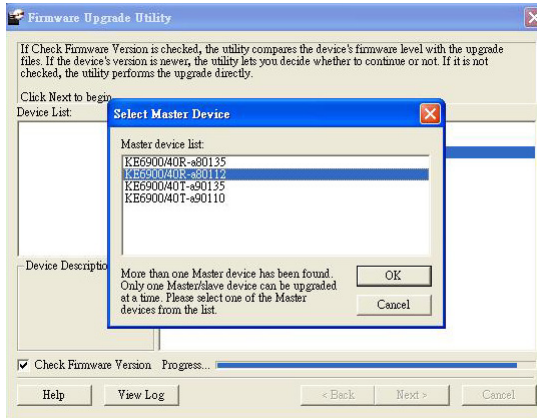 Firmware Upgrade Utility
If Check Firmware Version is checked, the utility compares the device's firmware level with the upgrade
files. If the device's version is newer, the utility lets you decide whether to continue or not. If it is not
checked, the utility performs the upgrade directly.
Click Next to begin
Device List:
Select Master Device
Master device list:
KE6900/40R-a80135
KE6900/40R-a80112
KE6900/40T-a90135
KE6900/40T-a90110
More than one Master device has been found.
Only one Master/slave device can be upgraded
at a time. Please select one of the Master
devices from the list.
OK
Cancel
Device Descriptio
Check Firmware Version Progress...
Help
View Log
< Back
Next >
Cancel